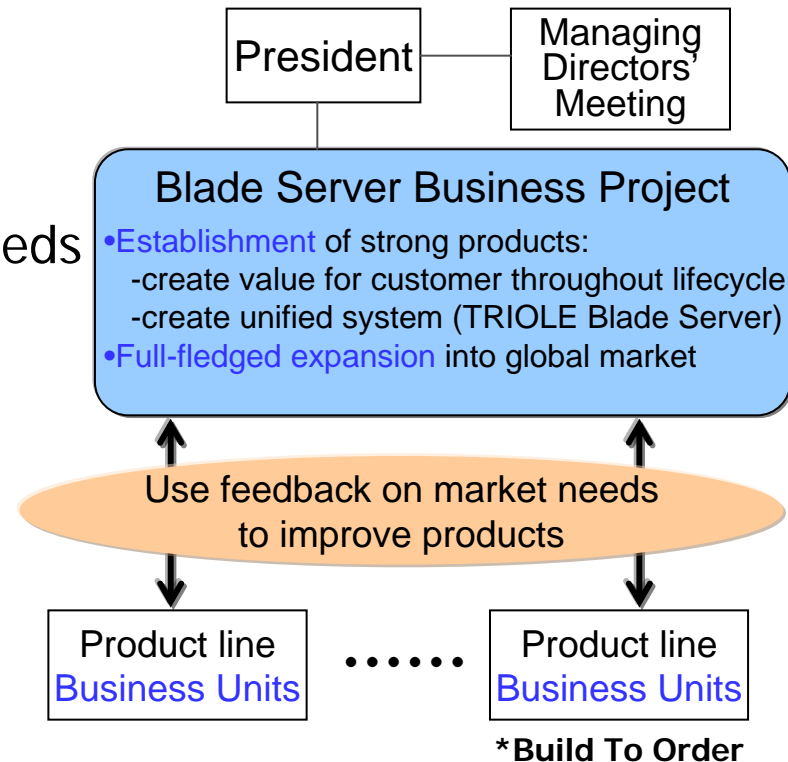 President
Managing
Directors’
Meeting
Blade Server Business Project
eds
•Establishment of strong products:
-create value for customer throughout lifecycle
-create unified system (TRIOLE Blade Server)
•Full-fledged expansion into global market
Use feedback on market needs
to improve products
Product line
Business Units
••••••
Product line
Business Units
*Build To Order